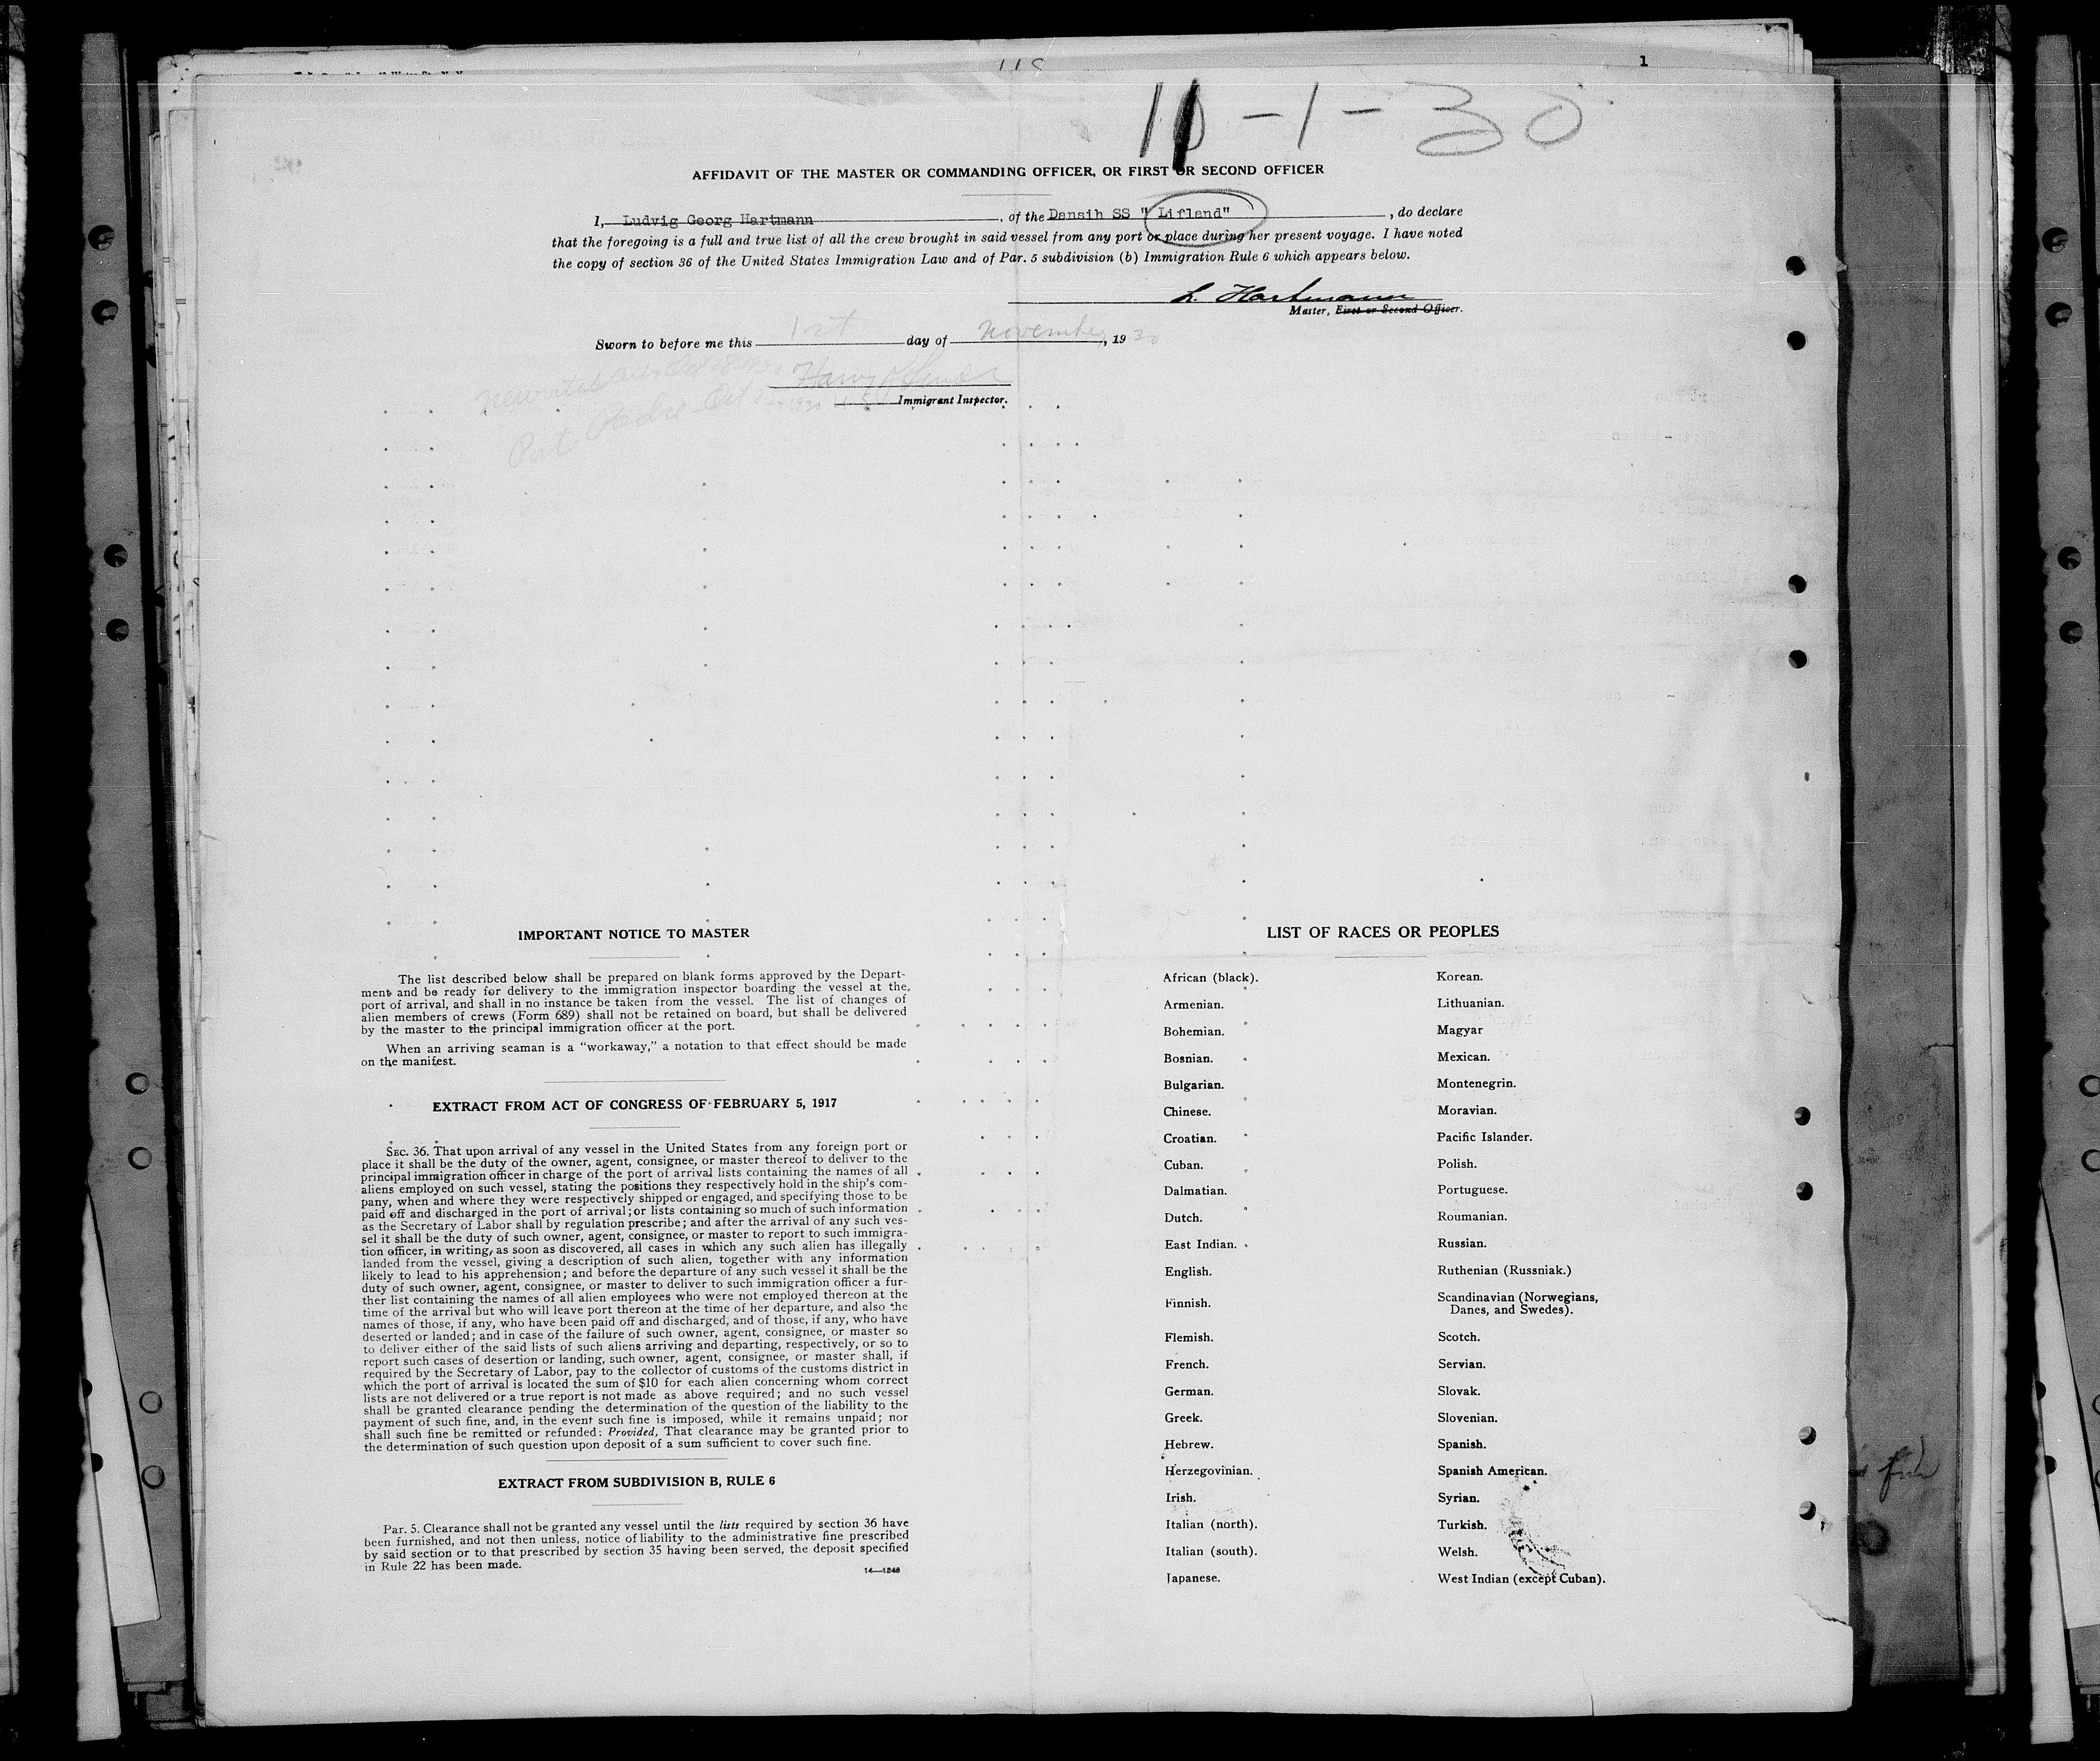 1
11-1-30
AFFIDAVIT OF THE MASTER OR COMMANDING OFFICER, OR FIRST OR SECOND OFFICER
I, Ludvig Georg Hartmann, of the Dansih SS " Lifland", do declare
that the foregoing is a full and true list of all the crew brought in said vessel from any port or place during her present voyage. I have noted
the copy of section 36 of the United States Immigration Law and of Par. 5 subdivision (b) Immigration Rule 6 which appears below.
L. Hartmann
Master, First or Second Officer.
Sworn to before me this 1st day of November, 1930
Immigrant Inspector.
IMPORTANT NOTICE TO MASTER
The list described below shall be prepared on blank forms approved by the Depart-
ment and be ready for delivery to the immigration inspector boarding the vessel at the
port of arrival, and shall in no instance be taken from the vessel. The list of changes of
alien members of crews (Form 689) shall not be retained on board, but shall be delivered
by the master to the principal immigration officer at the port.
When an arriving seaman is a "workaway," a notation to that effect should be made
on the manifest.
EXTRACT FROM ACT OF CONGRESS OF FEBRUARY 5, 1917
SEC. 36. That upon arrival of any vessel in the United States from any foreign port or
place it shall be the duty of the owner, agent, consignee, or master thereof to deliver to the
principal immigration officer in charge of the port of arrival lists containing the names of all
aliens employed on such vessel, stating the positions they respectively hold in the ship's com-
pany, when and where they were respectively shipped or engaged, and specifying those to be
paid off and discharged in the port of arrival; or lists containing so much of such information
as the Secretary of Labor shall by regulation prescribe; and after the arrival of any such ves-
sel it shall be the duty of such owner, agent, consignee, or master to report to such immigra-
tion officer, in writing, as soon as discovered, all cases in which any such alien has illegally
landed from the vessel, giving a description of such alien, together with any information
likely to lead to his apprehension; and before the departure of any such vessel it shall be the
duty of such owner, agent, consignee, or master to deliver to such immigration officer a fur-
ther list containing the names of all alien employees who were not employed thereon at the
time of the arrival but who will leave port thereon at the time of her departure, and also the
names of those, if any, who have been paid off and discharged, and of those, if any, who have
deserted or landed; and in case of the failure of such owner, agent, consignee, or master so
to deliver either of the said lists of such aliens arriving and departing, respectively, or so to
report such cases of desertion or landing, such owner, agent, consignee, or master shall, if
required by the Secretary of Labor, pay to the collector of customs of the customs district in
which the port of arrival is located the sum of $10 for each alien concerning whom correct
lists are not delivered or a true report is not made as above required; and no such vessel
shall be granted clearance pending the determination of the question of the liability to the
payment of such fine, and, in the event such fine is imposed, while it remains unpaid; nor
shall such fine be remitted or refunded: Provided, That clearance may be granted prior to
the determination of such question upon deposit of a sum sufficient to cover such fine.
EXTRACT FROM SUBDIVISION B, RULE 6
Par. 5. Clearance shall not be granted any vessel until the lists required by section 36 have
been furnished, and not then unless, notice of liability to the administrative fine prescribed
by said section or to that prescribed by section 35 having been served, the deposit specified
in Rule 22 has been made.
14—1240
LIST OF RACES OR PEOPLES
African (black).
Armenian.
Bohemian.
Bosnian.
Bulgarian.
Chinese.
Croatian.
Cuban.
Dalmatian.
Dutch.
East Indian.
English.
Finnish.
Flemish.
French.
German.
Greek.
Hebrew.
Herzegovinian.
Irish.
Italian (north).
Italian (south).
Japanese.
Korean.
Lithuanian.
Magyar
Mexican.
Montenegrin.
Moravian.
Pacific Islander.
Polish.
Portuguese.
Roumanian.
Russian.
Ruthenian (Russniak.)
Scandinavian (Norwegians,
Danes, and Swedes).
Scotch.
Servian.
Slovak.
Slovenian.
Spanish.
Spanish American.
Syrian.
Turkish.
Welsh.
West Indian (except Cuban).